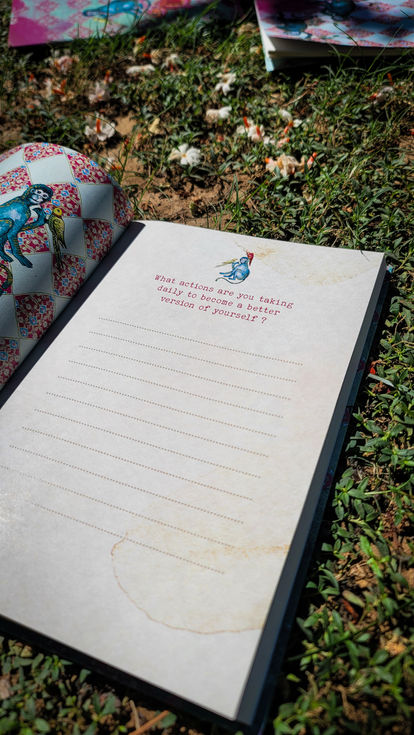 What actions are you taking
daily to become a better
version of yourself ?